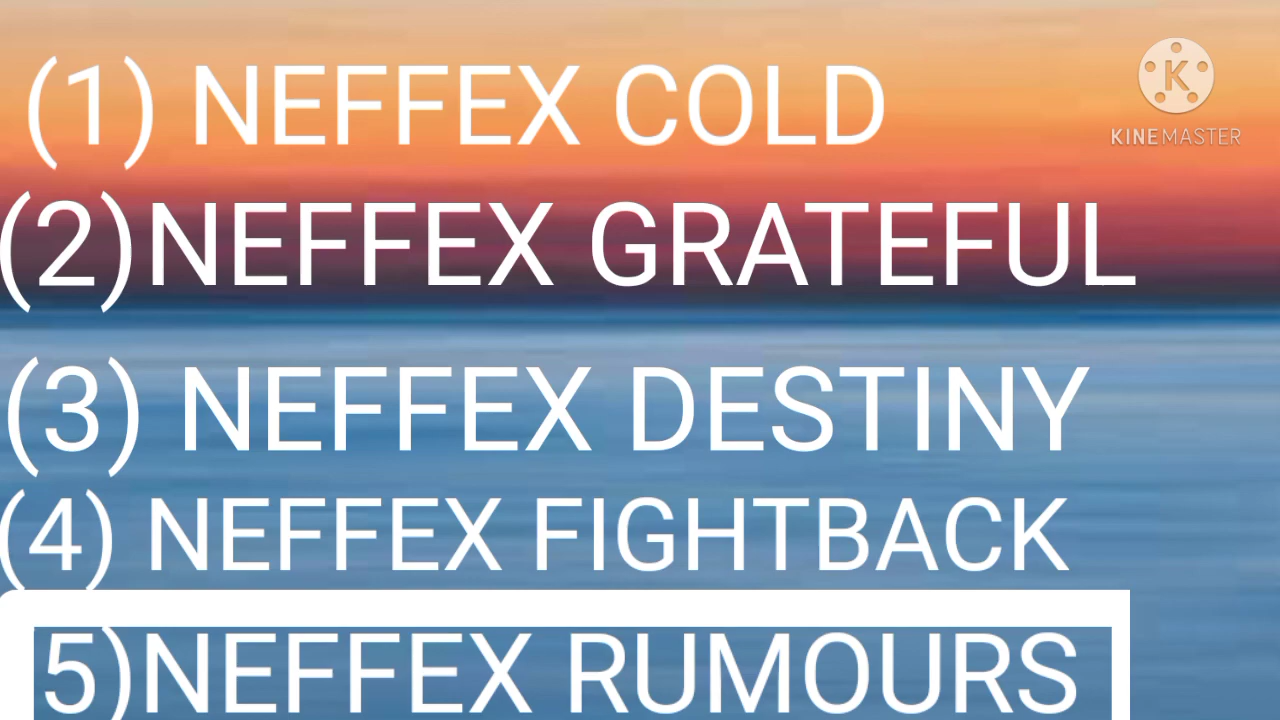 (1) NEFFEX COLD
KINEMASTER
(2)NEFFEX GRATEFUL
(3) NEFFEX DESTINY
(4) NEFFEX FIGHTBACK
5)NEFFEX RUMOURS